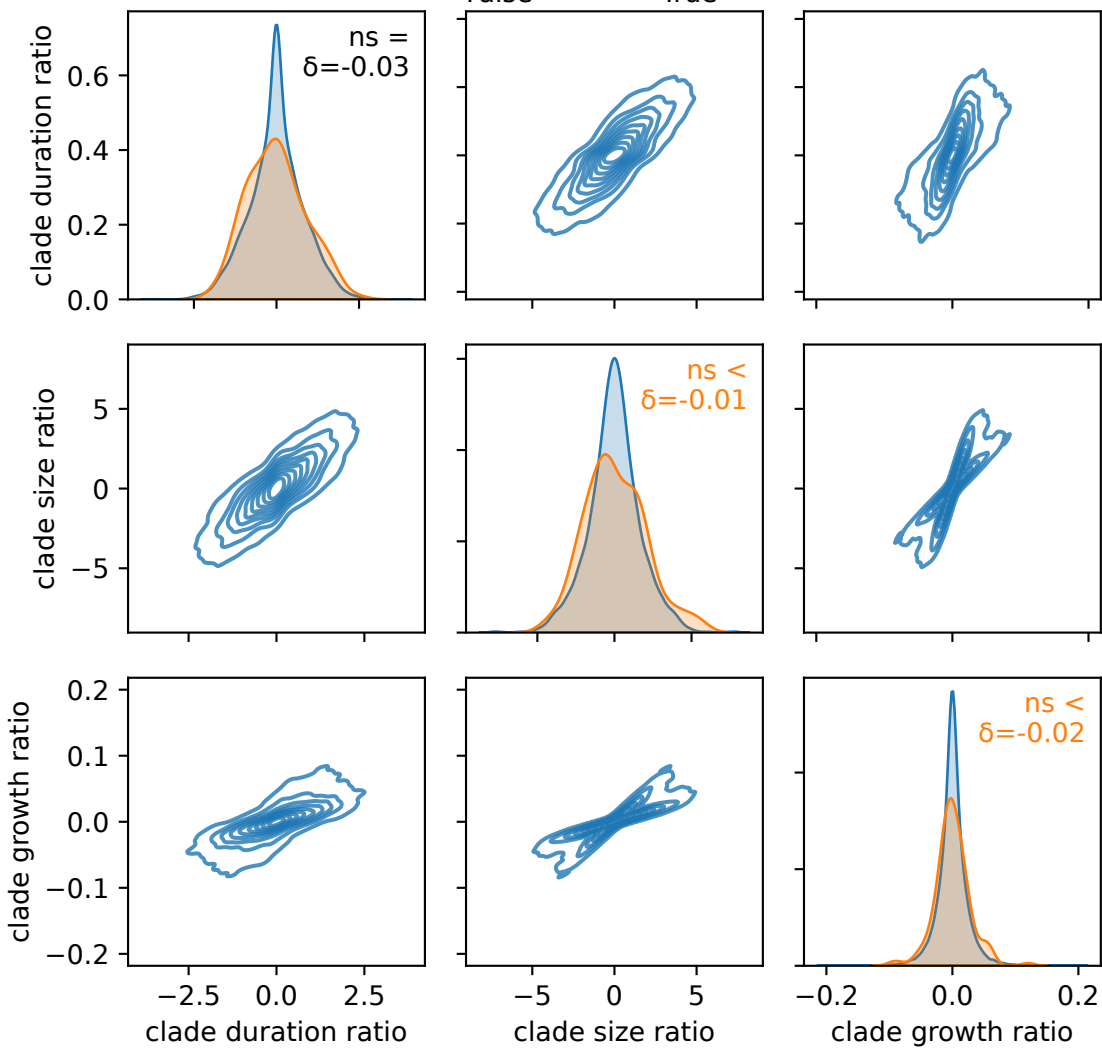 clade duration ratio
0.6
0.4
0.2
0.0
ns =
δ=-0.03
clade size ratio
5
0
−5
ns <
δ=-0.01
clade growth ratio
0.2
0.1
0.0
−0.1
−0.2
ns <
δ=-0.02
−2.5 0.0 2.5
−5 0 5
−0.2 0.0 0.2
clade duration ratio
clade size ratio
clade growth ratio